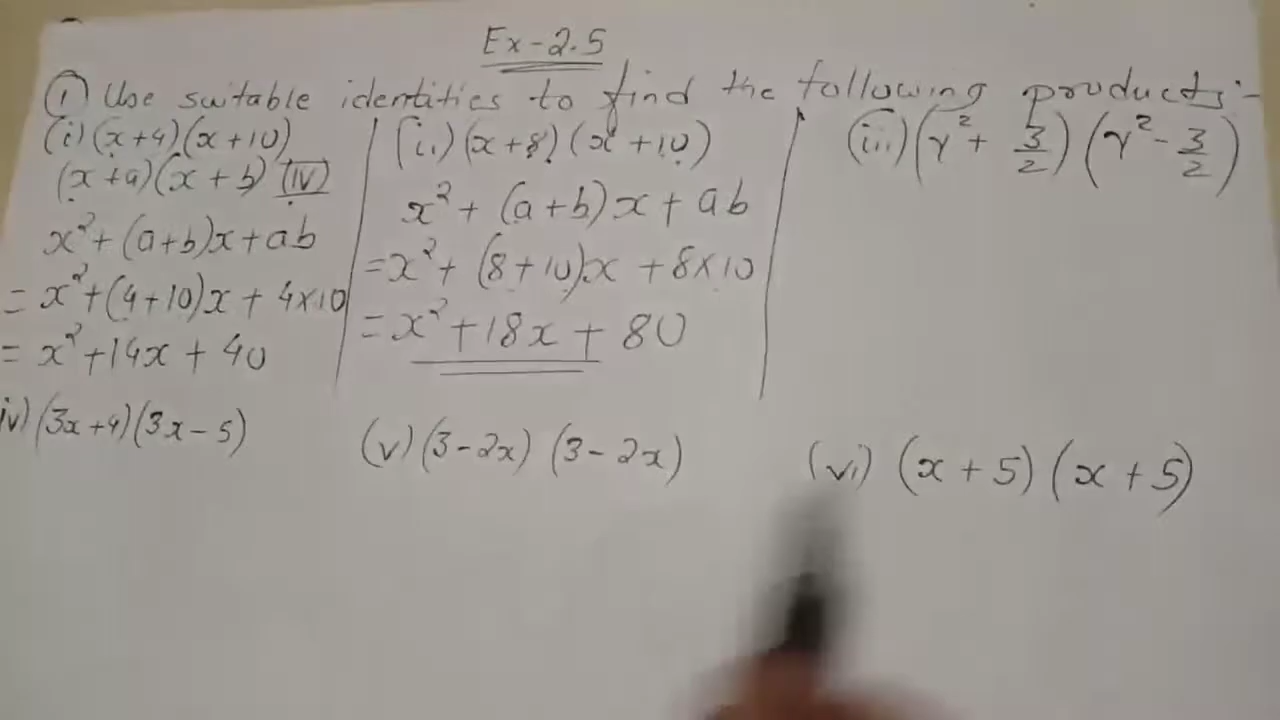 Ex-2.5
① Use suitable identities to find the following products:-
(i) (x+4)(x+10)
(x+a)(x+b) (IV)
x²+(a+b)x+ab
= x²+(4+10)x + 4×10
= x²+14x + 40
(ii) (x+8)(x+10)
x²+(a+b)x+ab
=x²+(8+10)x+8×10
=x²+18x+80
(iii) (y²+3/2)(y²-3/2)
iv) (3x+4)(3x-5)
(v) (3-2x) (3-2x)
(vi) (x+5)(x+5)